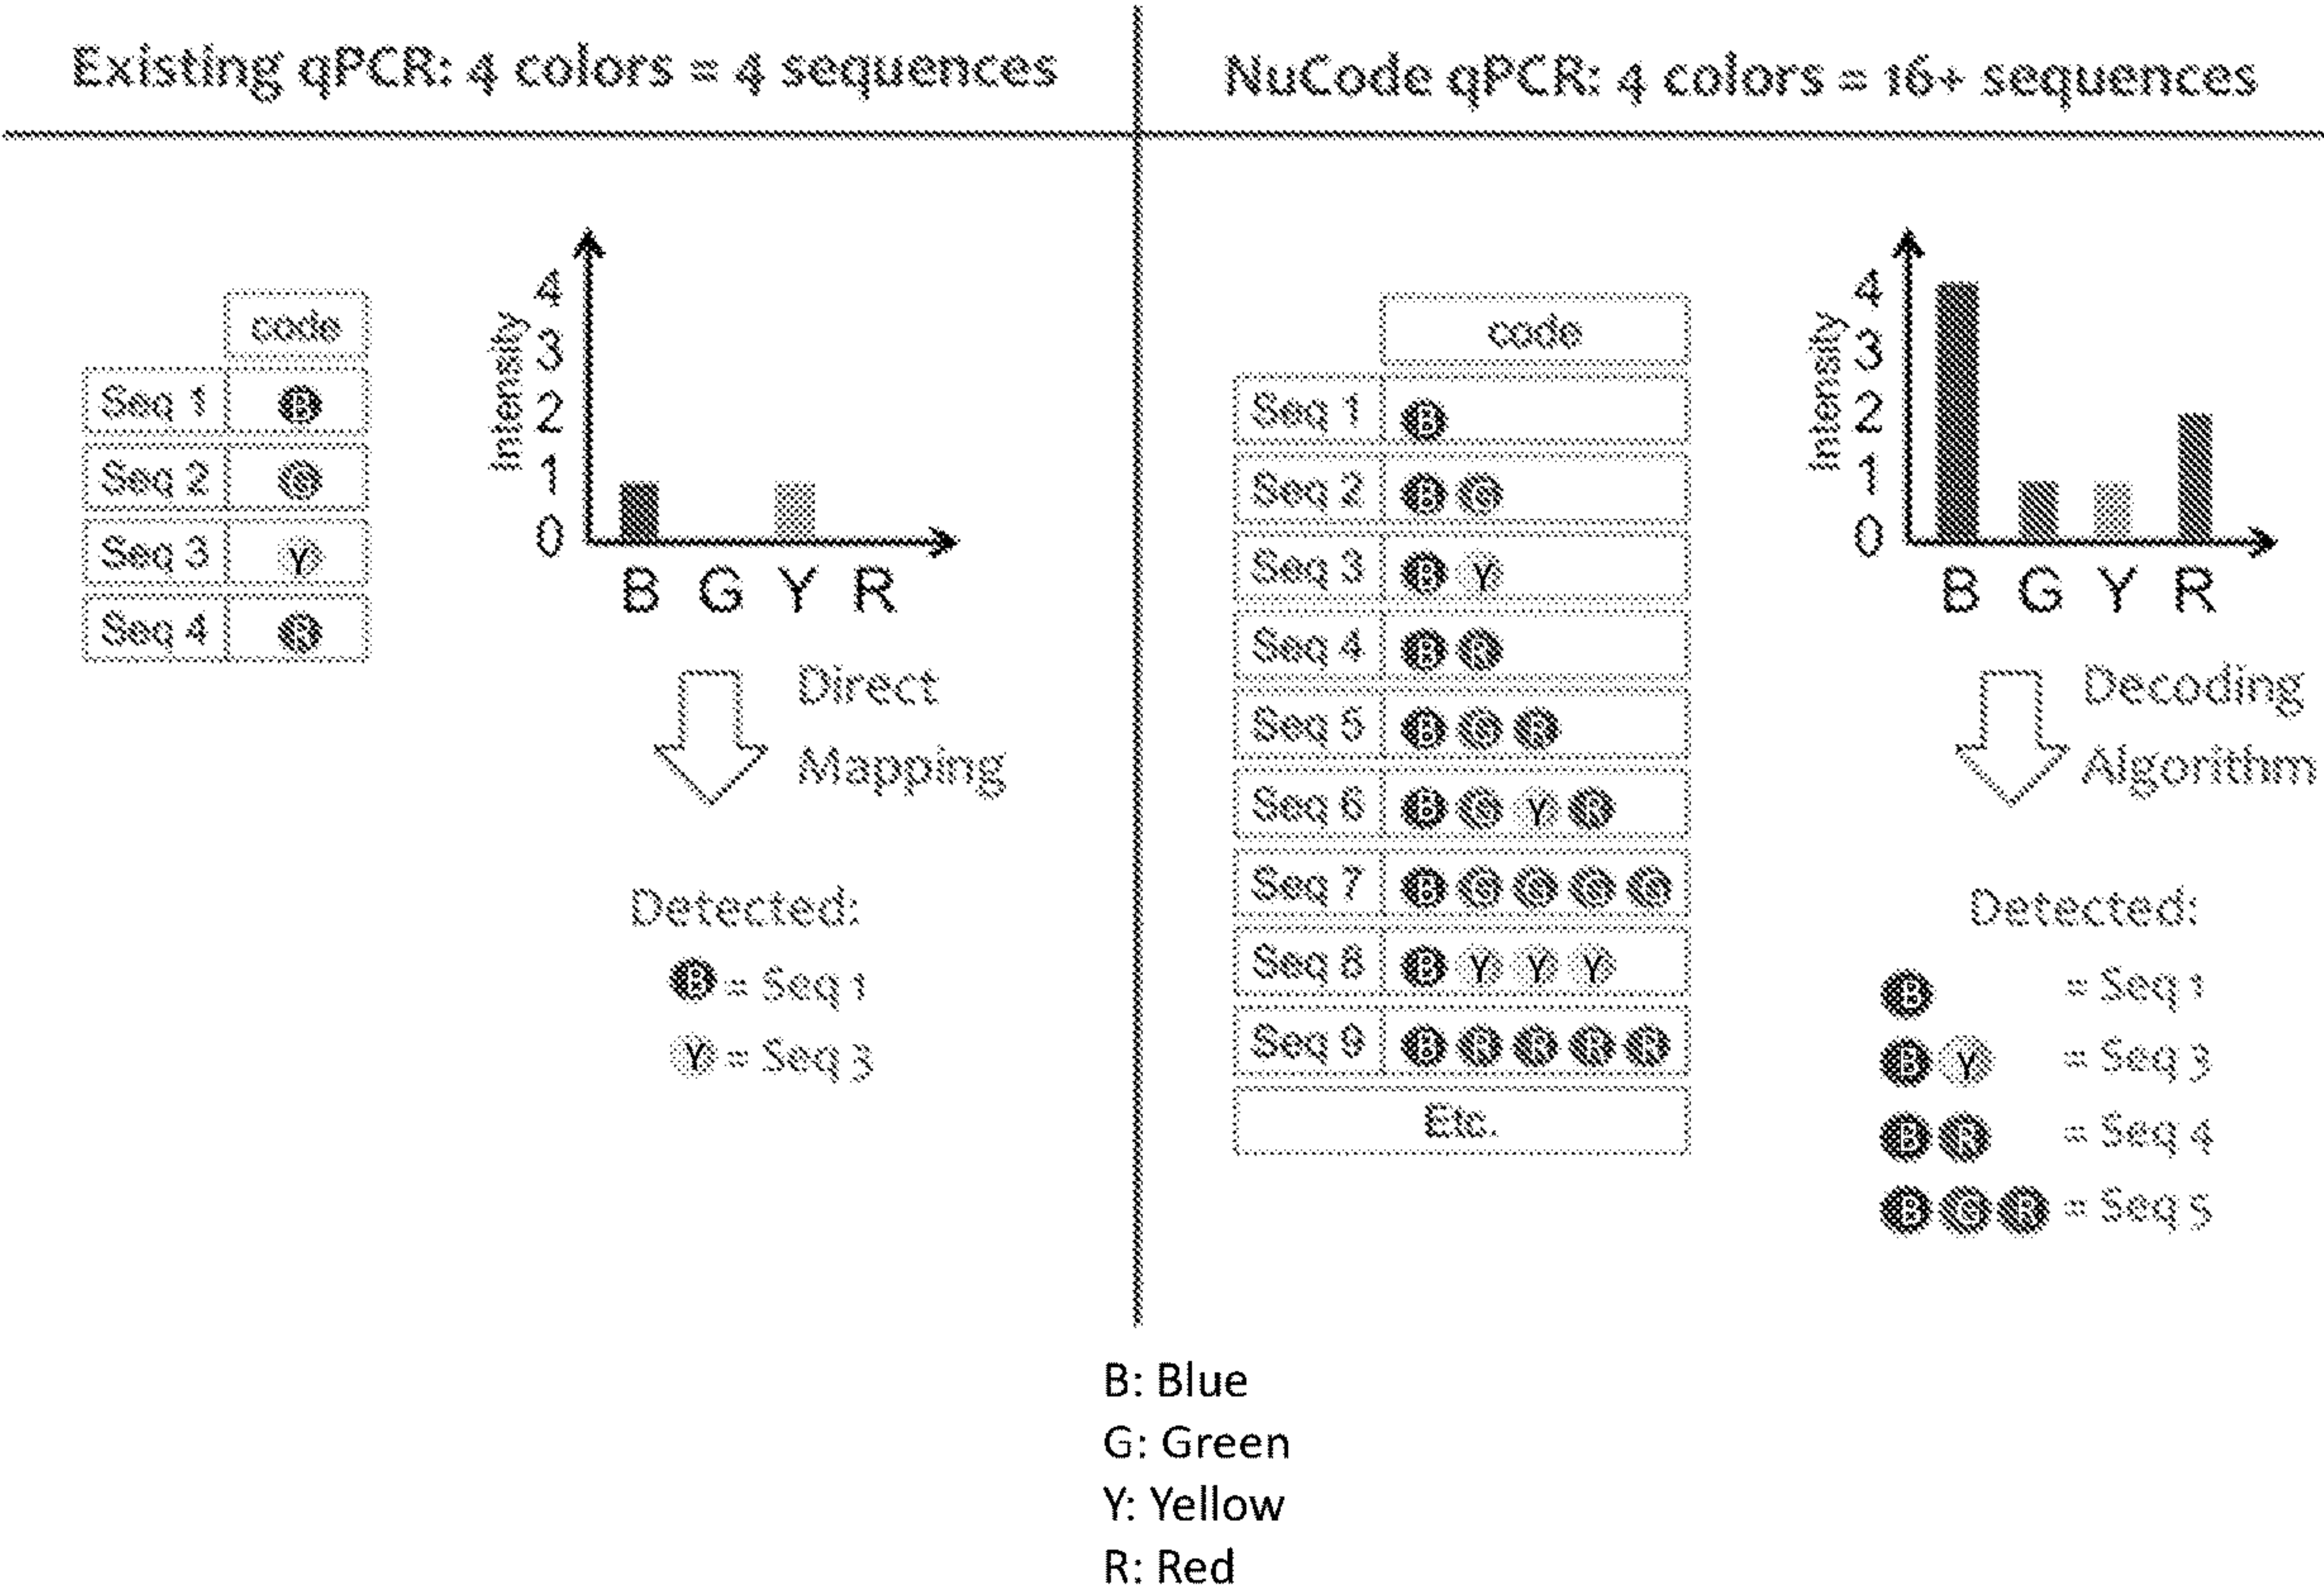 Existing qPCR: 4 colors = 4 sequences
code
Seq 1 B
Seq 2 G
Seq 3 Y
Seq 4 R
Intensity
4
3
2
1
0
B G Y R
Direct
Mapping
Detected:
B = Seq 1
Y = Seq 3
NuCode qPCR: 4 colors = 16+ sequences
code
Seq 1 B
Seq 2 B G
Seq 3 B Y
Seq 4 B R
Seq 5 B G R
Seq 6 B G Y R
Seq 7 B G G G G
Seq 8 B Y Y Y
Seq 9 B R R R R
Etc.
Intensity
4
3
2
1
0
B G Y R
Decoding
Algorithm
Detected:
B = Seq 1
B Y = Seq 3
B R = Seq 4
B G R = Seq 5
B: Blue
G: Green
Y: Yellow
R: Red